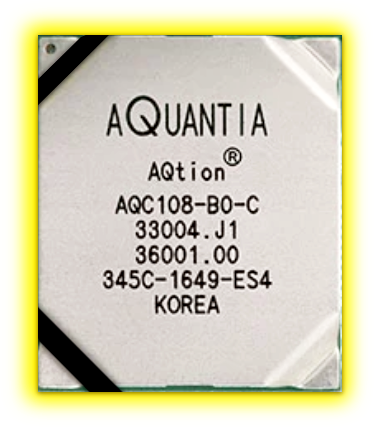 AQUANTIA
AQtion®
AQC108-B0-C
33004.J1
36001.00
345C-1649-ES4
KOREA